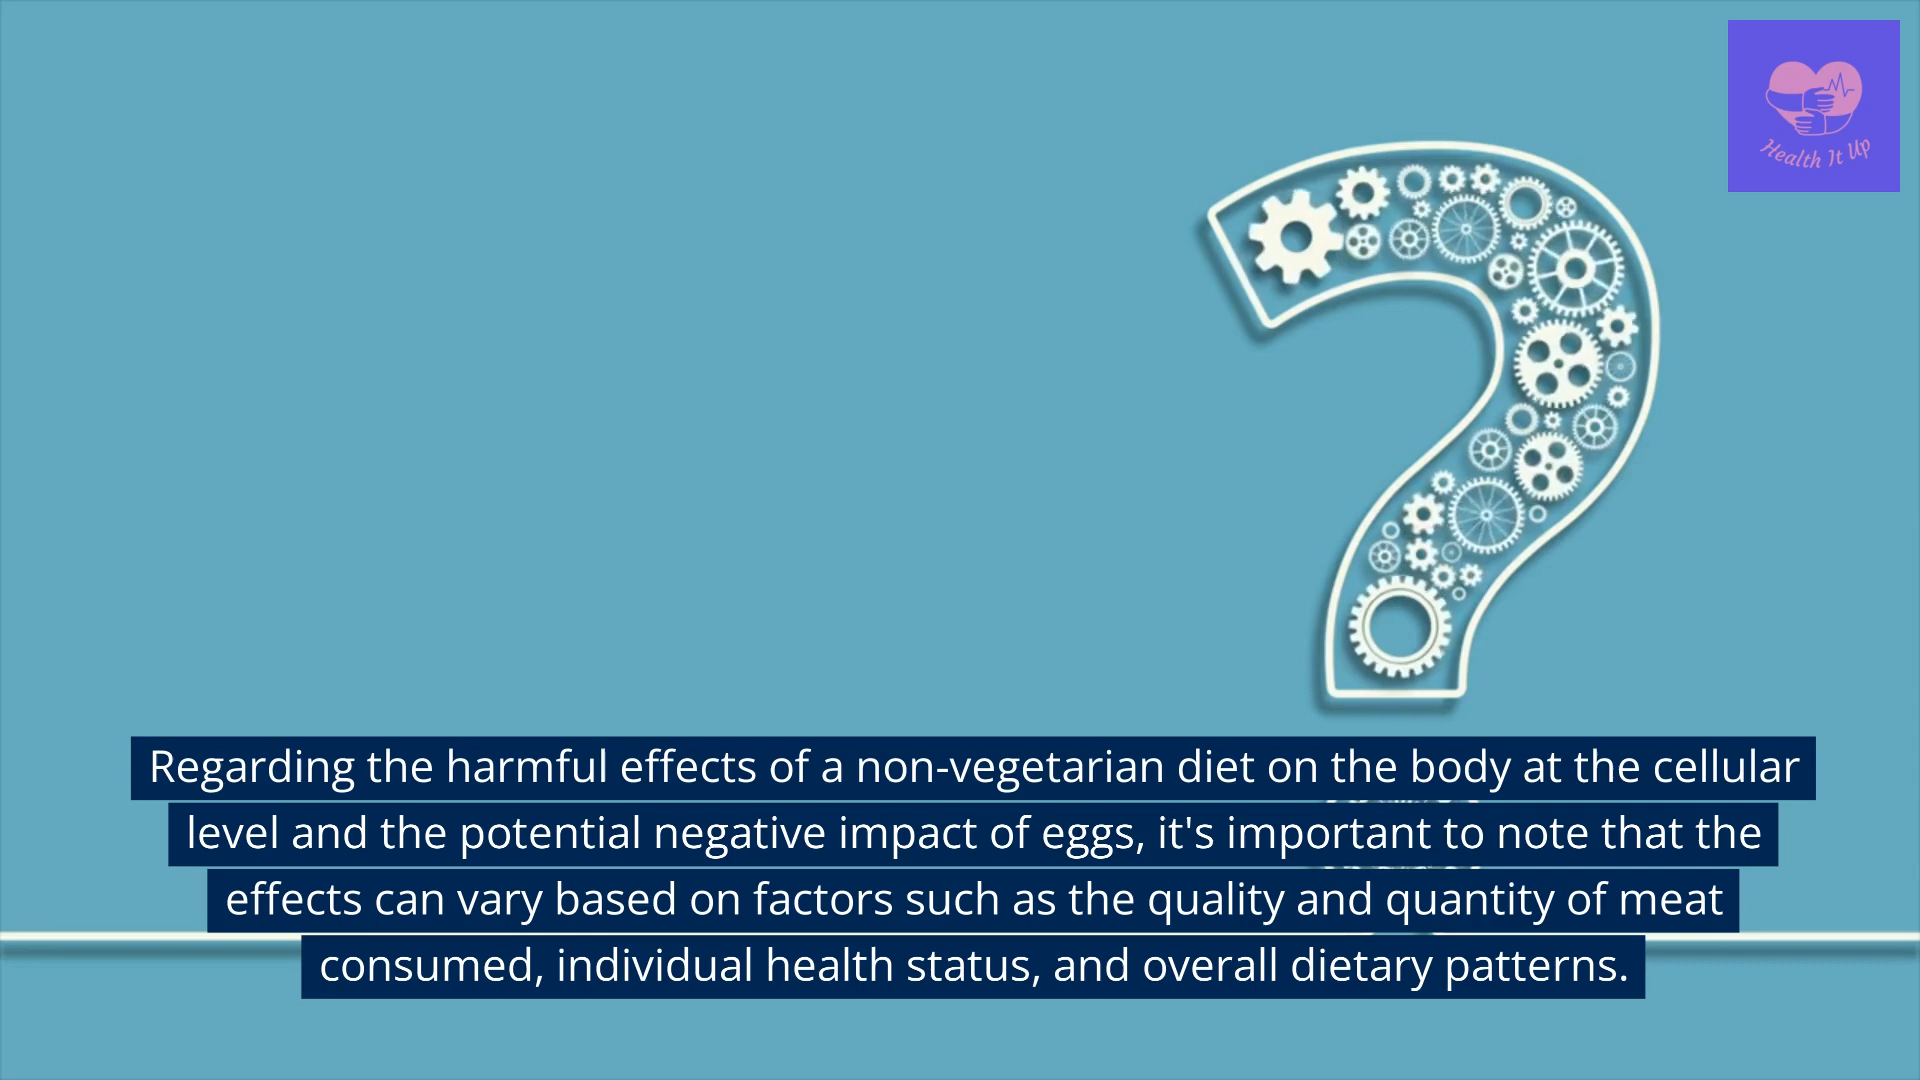 Health It Up
Regarding the harmful effects of a non-vegetarian diet on the body at the cellular
level and the potential negative impact of eggs, it's important to note that the
effects can vary based on factors such as the quality and quantity of meat
consumed, individual health status, and overall dietary patterns.